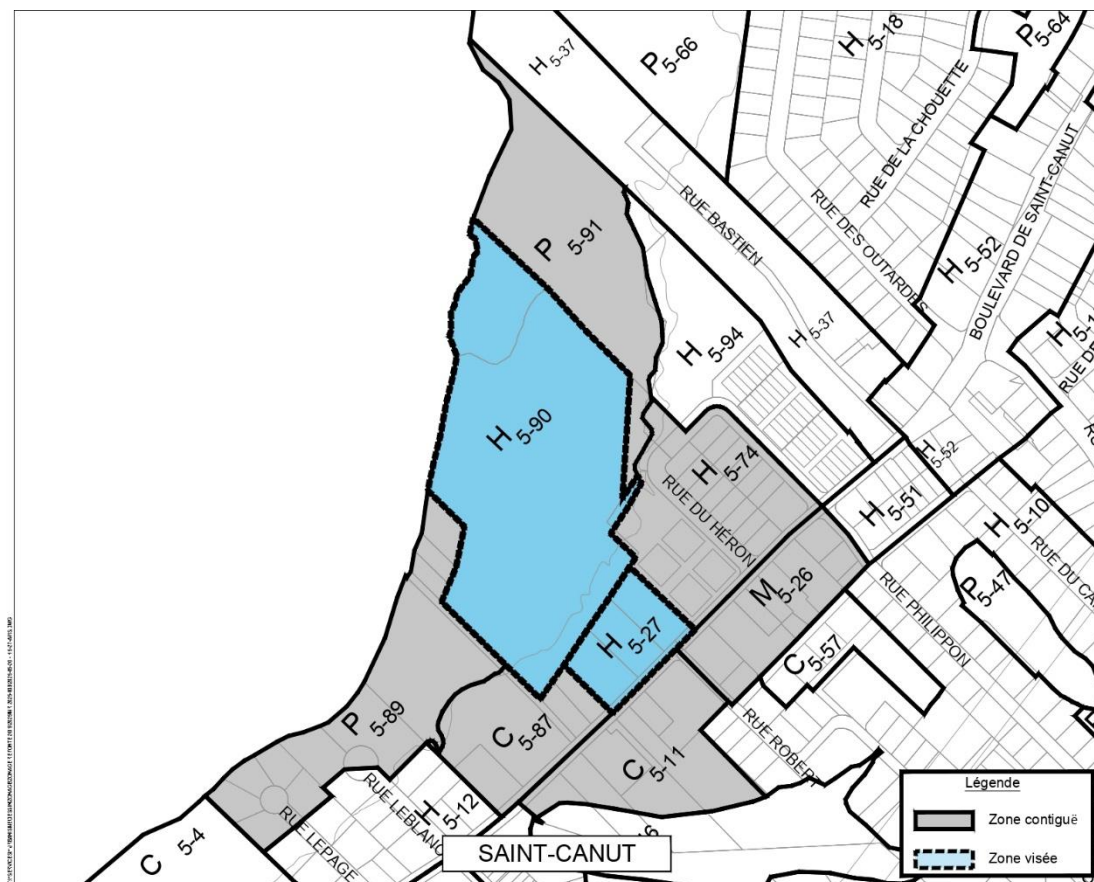 H 5-37
P 5-66
H 5-18
P 5-64
RUE DE LA CHOUETTE
BOULEVARD DE SAINT-CANUT
RUE BASTIEN
RUE DES OUTARDES
H 5-52
P 5-91
H 5-94
H 5-37
H 5-90
H 5-74
RUE DU HÉRON
H 5-52
H 5-51
H 5-10
RUE DU
M 5-26
P 5-47
H 5-27
RUE PHILIPPON
C 5-57
P 5-89
C 5-87
C 5-11
RUE ROBERT
H 5-12
RUE LEBLANC
RUE LEPAGE
C 5-4
SAINT-CANUT
Légende
Zone contiguë
Zone visée